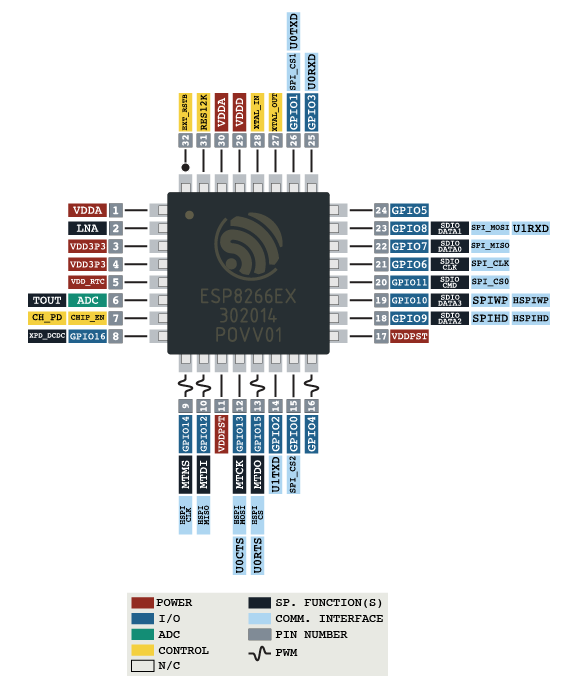 EXT_RSTB 32
RES12K 31
VDDA 30
VDDD 29
XTAL_IN 28
XTAL_OUT 27
U0TXD SPI_CS1 GPIO1 26
U0RXD GPIO3 25
VDDA 1
LNA 2
VDD3P3 3
VDD3P3 4
VDD_RTC 5
TOUT ADC 6
CH_PD CHIP_EN 7
XPD_DCDC GPIO16 8
ESP8266EX
302014
P0VV01
24 GPIO5
23 GPIO8 SDIO DATA1 SPI_MOSI U1RXD
22 GPIO7 SDIO DATA0 SPI_MISO
21 GPIO6 SDIO CLK SPI_CLK
20 GPIO11 SDIO CMD SPI_CS0
19 GPIO10 SDIO DATA3 SPIWP HSPIWP
18 GPIO9 SDIO DATA2 SPIHD HSPIHD
17 VDDPST
9 GPIO14 MTMS HSPI CLK
10 GPIO12 MTDI HSPI MISO
11 VDDPST
12 GPIO13 MTCK HSPI MOSI U0CTS
13 GPIO15 MTDO HSPI CS U0RTS
14 GPIO2 U1TXD
15 GPIO0 SPI_CS2
16 GPIO4
POWER
I/O
ADC
CONTROL
N/C
SP. FUNCTION(S)
COMM. INTERFACE
PIN NUMBER
PWM